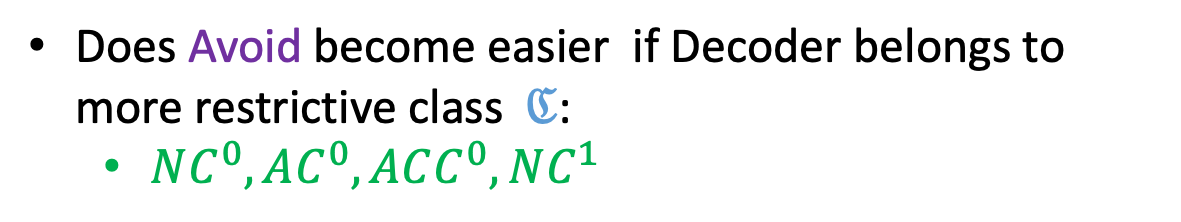 • Does Avoid become easier if Decoder belongs to
more restrictive class ℭ:
• NC⁰, AC⁰, ACC⁰, NC¹